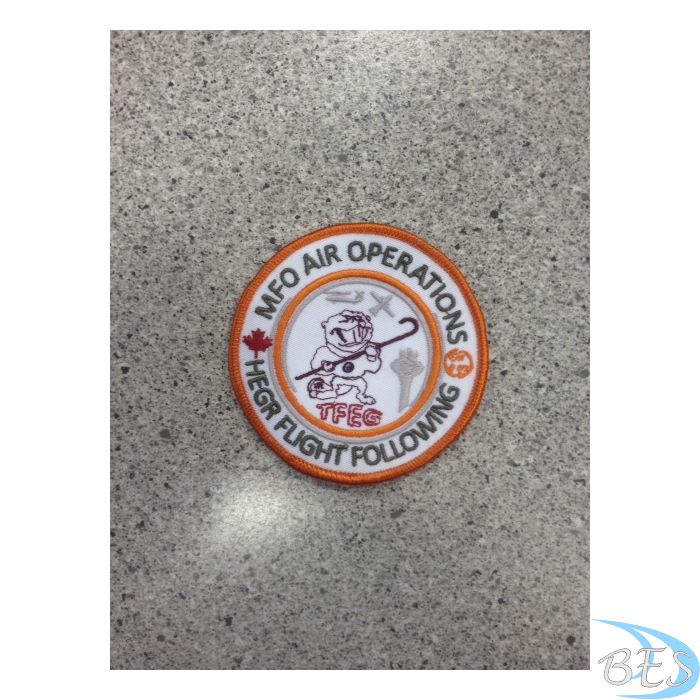 MFO AIR OPERATIONS
TFEG
HEGR FLIGHT FOLLOWING
BES